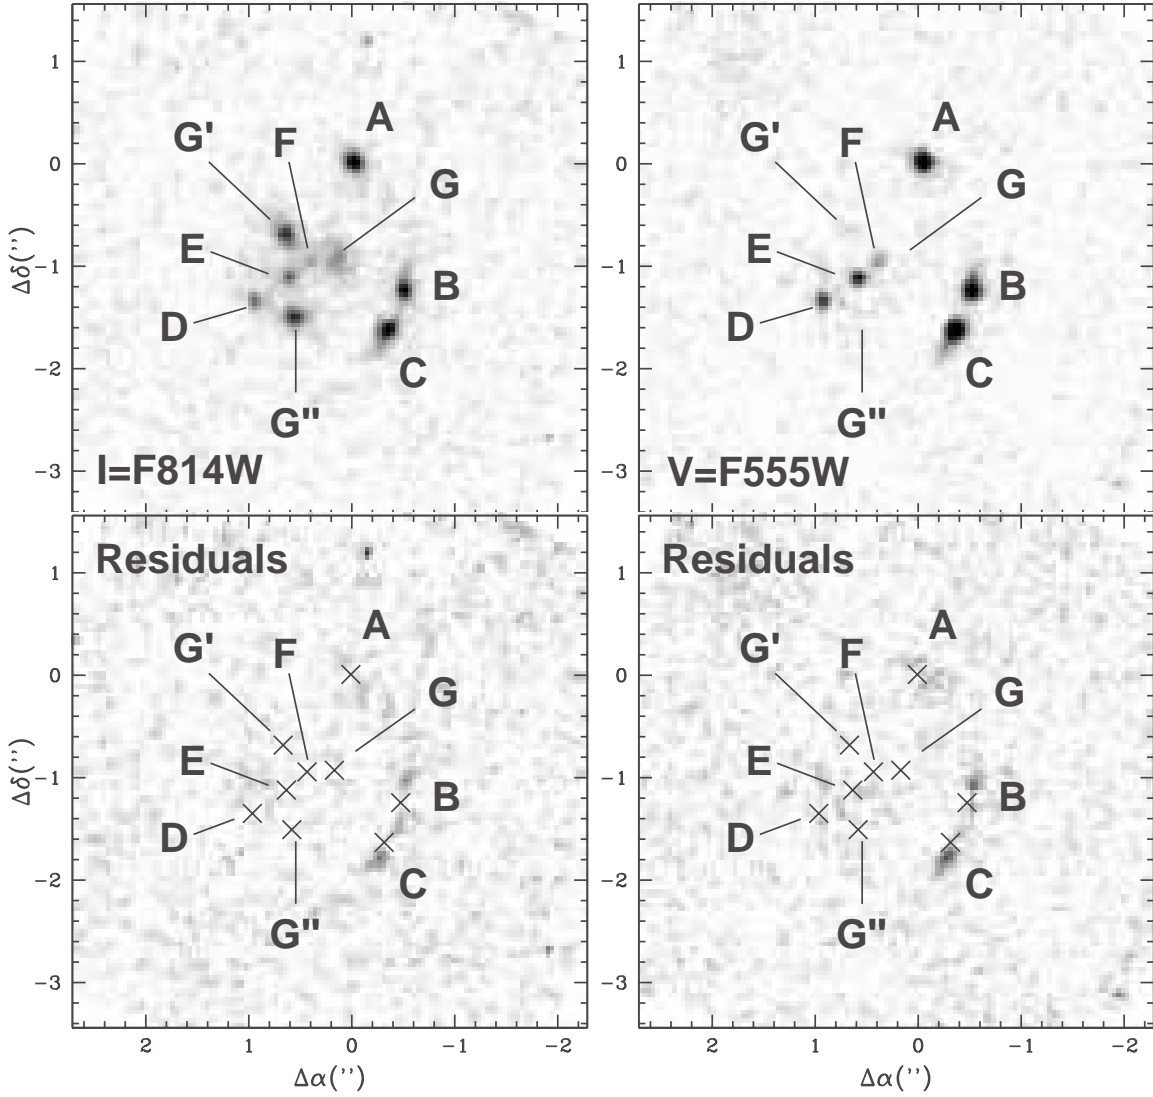 1
0
-1
-2
-3
Δδ(’’)
A
G'
F
G
E
B
D
C
G"
I=F814W
1
0
-1
-2
-3
A
G'
F
G
E
B
D
C
G"
V=F555W
1
0
-1
-2
-3
Δδ(’’)
Residuals
A
G'
F
G
E
B
D
C
G"
2 1 0 -1 -2
Δα(’’)
1
0
-1
-2
-3
Residuals
A
G'
F
G
E
B
D
C
G"
2 1 0 -1 -2
Δα(’’)